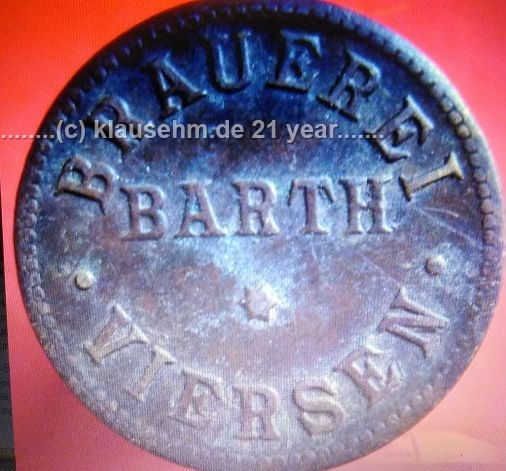 BRAUEREI
.........(c) klausehm.de 21 year.......
BARTH
· VIERSEN ·